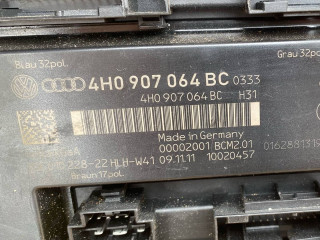 Blau 32pol.
Grau 32pol.
4H0 907 064 BC 0333
4H0 907 064 BC H31
Made in Germany
00002001 BCM2.01
328-22 HLH-W41 09.11.11 10020457
Braun 17pol.